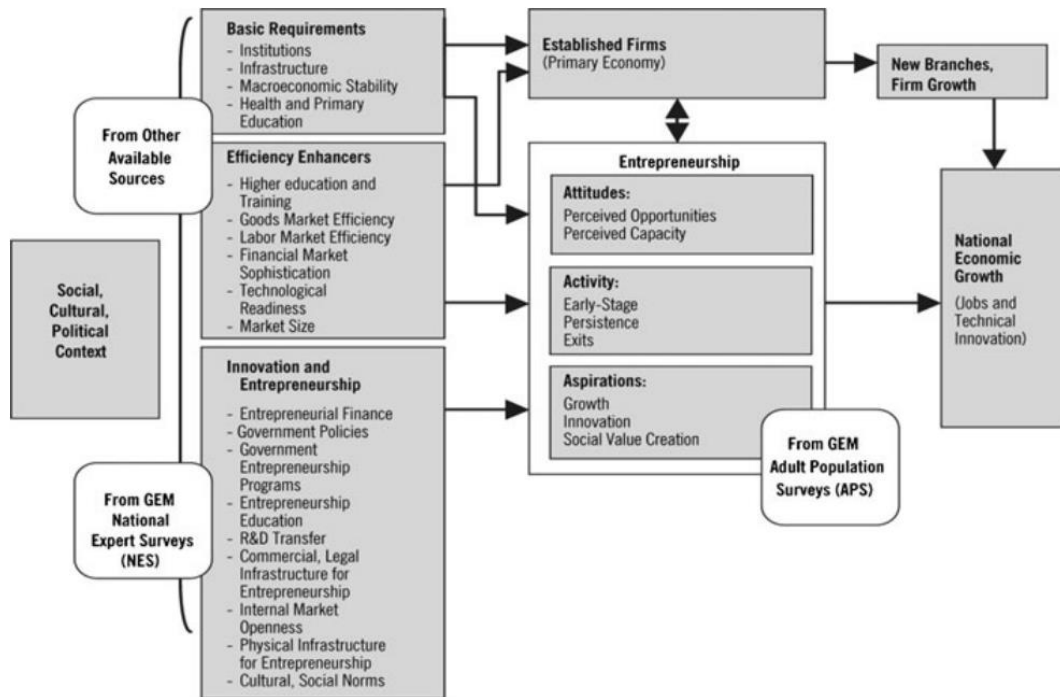 Social,
Cultural,
Political
Context
From Other
Available
Sources
From GEM
National
Expert Surveys
(NES)
Basic Requirements
- Institutions
- Infrastructure
- Macroeconomic Stability
- Health and Primary
Education
Efficiency Enhancers
- Higher education and
Training
- Goods Market Efficiency
- Labor Market Efficiency
- Financial Market
Sophistication
- Technological
Readiness
- Market Size
Innovation and
Entrepreneurship
- Entrepreneurial Finance
- Government Policies
- Government
Entrepreneurship
Programs
- Entrepreneurship
Education
- R&D Transfer
- Commercial, Legal
Infrastructure for
Entrepreneurship
- Internal Market
Openness
- Physical Infrastructure
for Entrepreneurship
- Cultural, Social Norms
Established Firms
(Primary Economy)
Entrepreneurship
Attitudes:
Perceived Opportunities
Perceived Capacity
Activity:
Early-Stage
Persistence
Exits
Aspirations:
Growth
Innovation
Social Value Creation
From GEM
Adult Population
Surveys (APS)
New Branches,
Firm Growth
National
Economic
Growth
(Jobs and
Technical
Innovation)